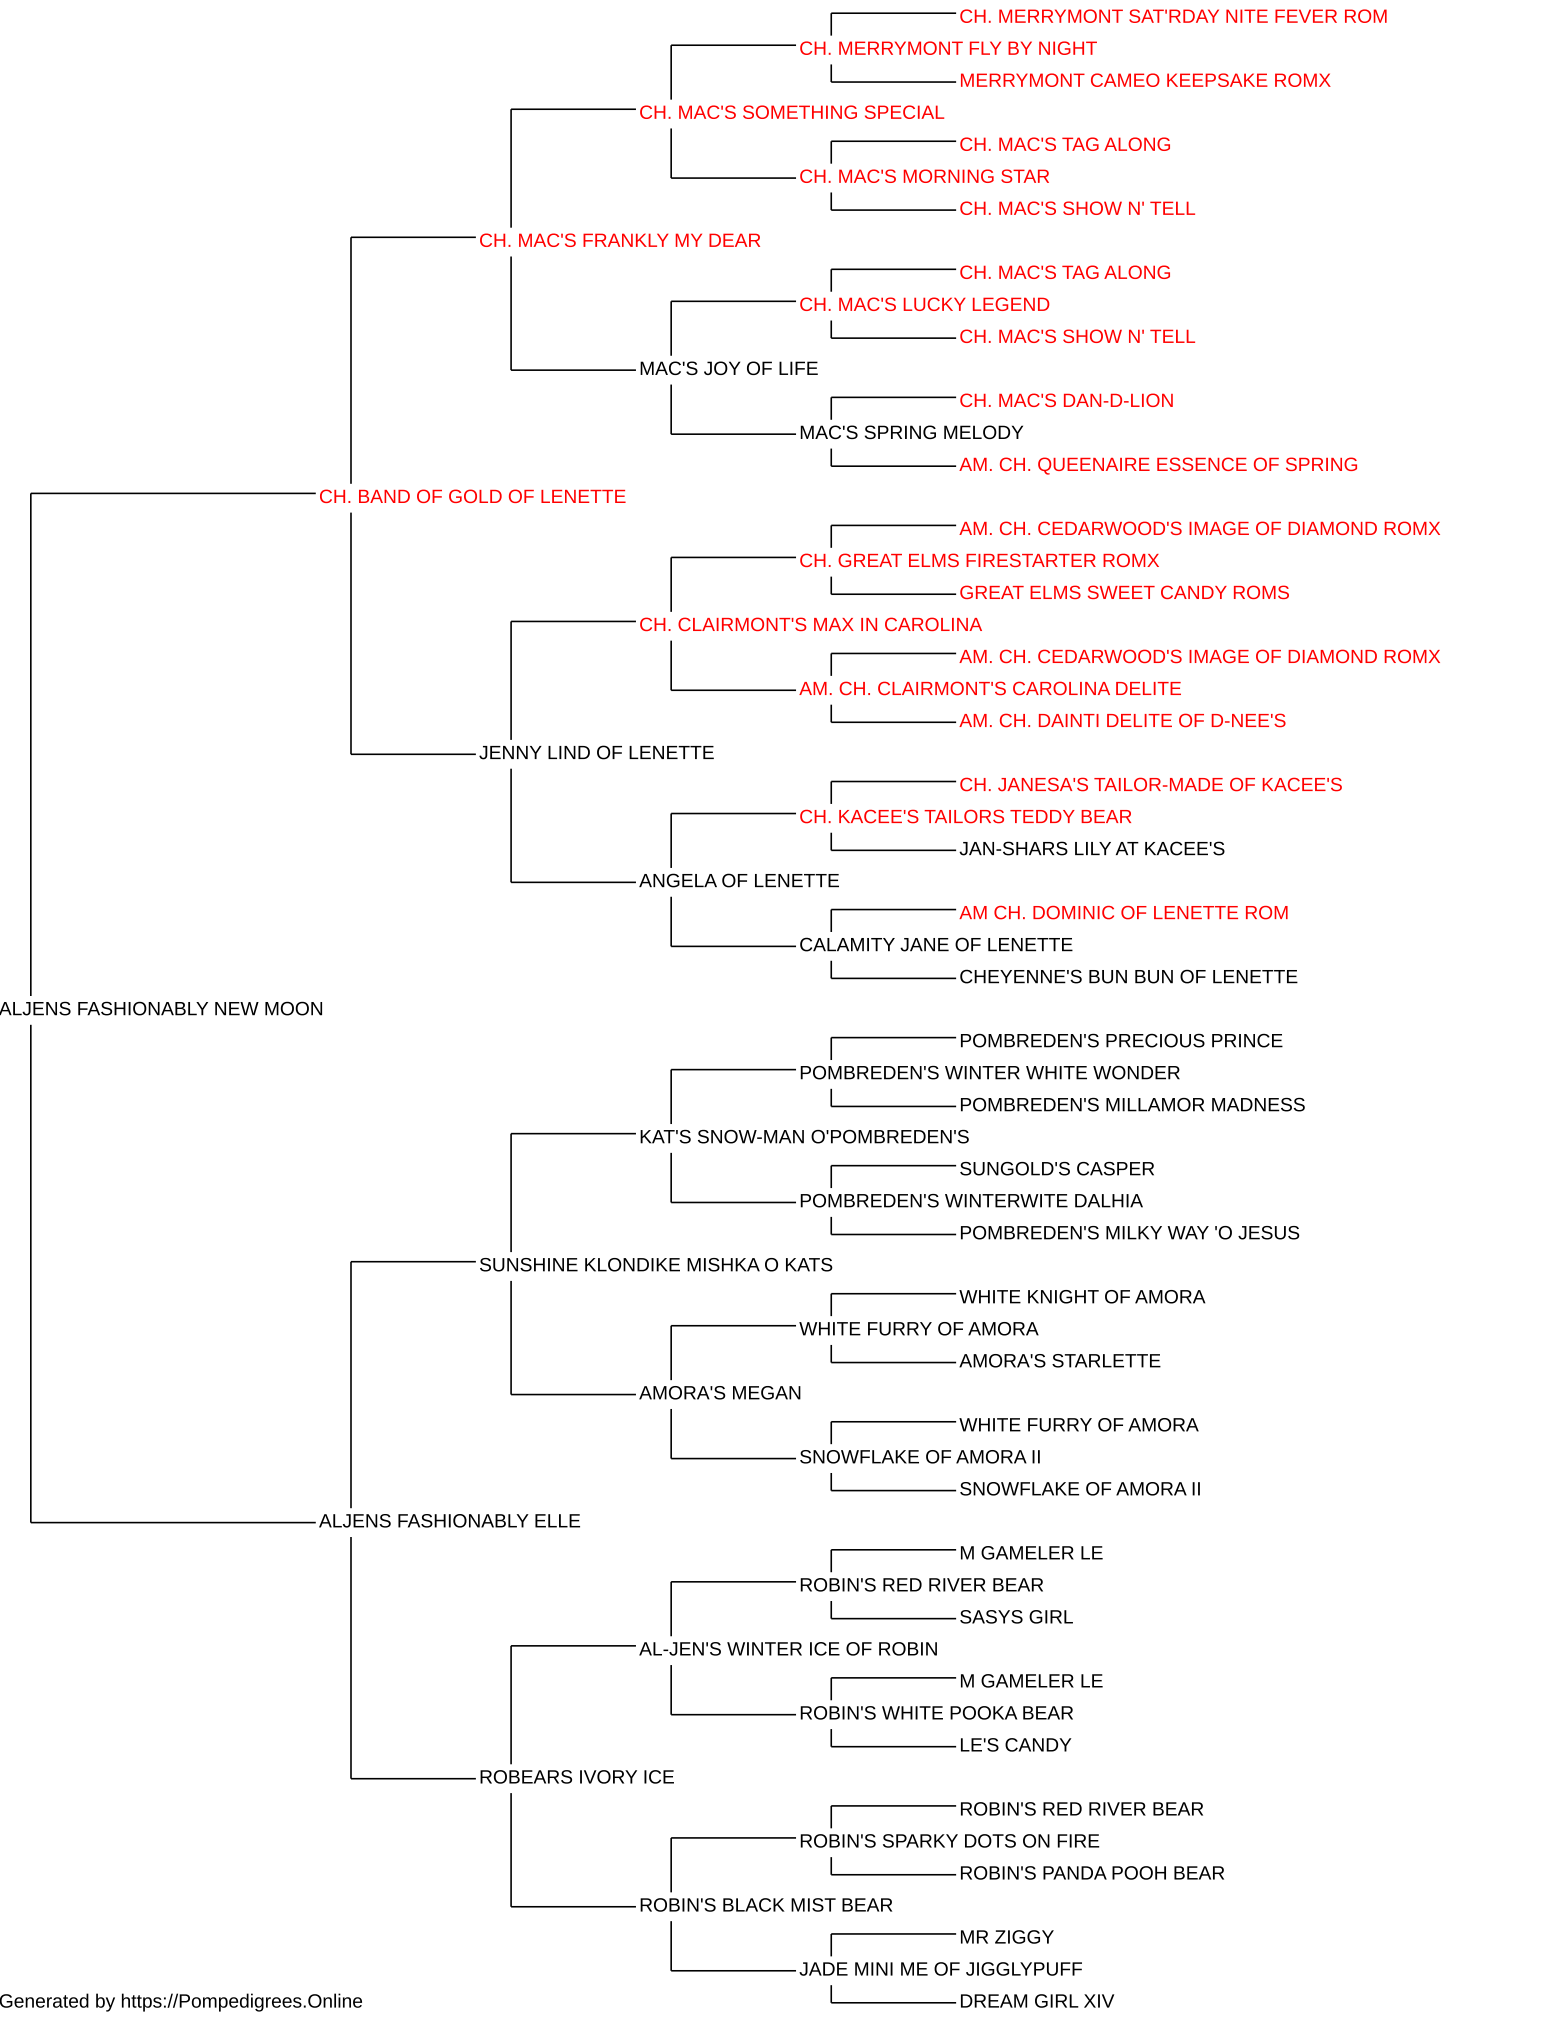 CH. MERRYMONT SAT'RDAY NITE FEVER ROM
CH. MERRYMONT FLY BY NIGHT
MERRYMONT CAMEO KEEPSAKE ROMX
CH. MAC'S SOMETHING SPECIAL
CH. MAC'S TAG ALONG
CH. MAC'S MORNING STAR
CH. MAC'S SHOW N' TELL
CH. MAC'S FRANKLY MY DEAR
CH. MAC'S TAG ALONG
CH. MAC'S LUCKY LEGEND
CH. MAC'S SHOW N' TELL
MAC'S JOY OF LIFE
CH. MAC'S DAN-D-LION
MAC'S SPRING MELODY
AM. CH. QUEENAIRE ESSENCE OF SPRING
CH. BAND OF GOLD OF LENETTE
AM. CH. CEDARWOOD'S IMAGE OF DIAMOND ROMX
CH. GREAT ELMS FIRESTARTER ROMX
GREAT ELMS SWEET CANDY ROMS
CH. CLAIRMONT'S MAX IN CAROLINA
AM. CH. CEDARWOOD'S IMAGE OF DIAMOND ROMX
AM. CH. CLAIRMONT'S CAROLINA DELITE
AM. CH. DAINTI DELITE OF D-NEE'S
JENNY LIND OF LENETTE
CH. JANESA'S TAILOR-MADE OF KACEE'S
CH. KACEE'S TAILORS TEDDY BEAR
JAN-SHARS LILY AT KACEE'S
ANGELA OF LENETTE
AM CH. DOMINIC OF LENETTE ROM
CALAMITY JANE OF LENETTE
CHEYENNE'S BUN BUN OF LENETTE
ALJENS FASHIONABLY NEW MOON
POMBREDEN'S PRECIOUS PRINCE
POMBREDEN'S WINTER WHITE WONDER
POMBREDEN'S MILLAMOR MADNESS
KAT'S SNOW-MAN O'POMBREDEN'S
SUNGOLD'S CASPER
POMBREDEN'S WINTERWITE DALHIA
POMBREDEN'S MILKY WAY 'O JESUS
SUNSHINE KLONDIKE MISHKA O KATS
WHITE KNIGHT OF AMORA
WHITE FURRY OF AMORA
AMORA'S STARLETTE
AMORA'S MEGAN
WHITE FURRY OF AMORA
SNOWFLAKE OF AMORA II
SNOWFLAKE OF AMORA II
ALJENS FASHIONABLY ELLE
M GAMELER LE
ROBIN'S RED RIVER BEAR
SASYS GIRL
AL-JEN'S WINTER ICE OF ROBIN
M GAMELER LE
ROBIN'S WHITE POOKA BEAR
LE'S CANDY
ROBEARS IVORY ICE
ROBIN'S RED RIVER BEAR
ROBIN'S SPARKY DOTS ON FIRE
ROBIN'S PANDA POOH BEAR
ROBIN'S BLACK MIST BEAR
MR ZIGGY
JADE MINI ME OF JIGGLYPUFF
DREAM GIRL XIV
Generated by https://Pompedigrees.Online